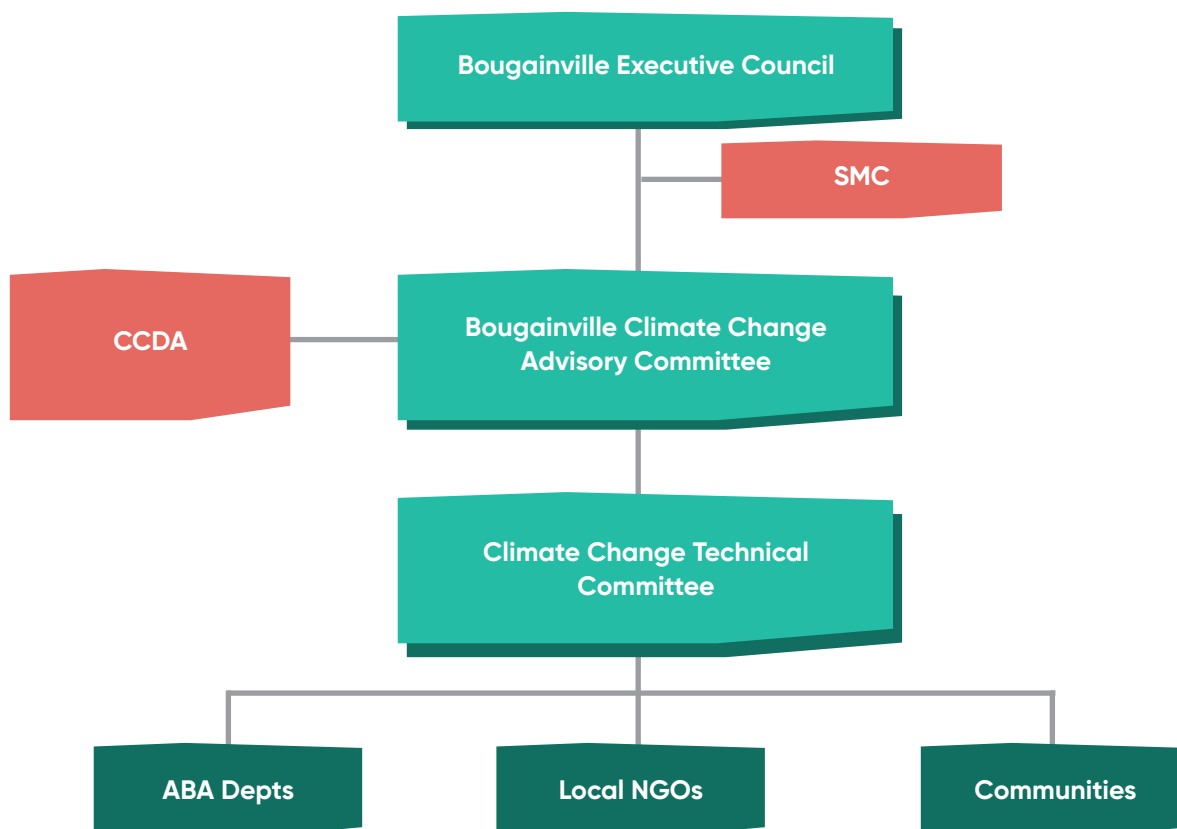 Bougainville Executive Council
SMC
CCDA
Bougainville Climate Change
Advisory Committee
Climate Change Technical
Committee
ABA Depts
Local NGOs
Communities